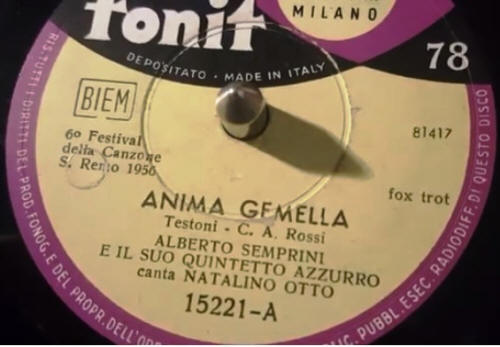 fonit
MILANO
DEPOSITATO • MADE IN ITALY
78
BIEM
6º Festival
della Canzone
S. Remo 1956
81417
fox trot
ANIMA GEMELLA
Testoni - C. A. Rossi
ALBERTO SEMPRINI
E IL SUO QUINTETTO AZZURRO
canta NATALINO OTTO
15221-A
RIS. TUTTI I DIRITTI DEL PROD. FONOG. E DEL PROPR. DELL'OPERA
PUBBL. ESEC. RADIODIFF. DI QUESTO DISCO